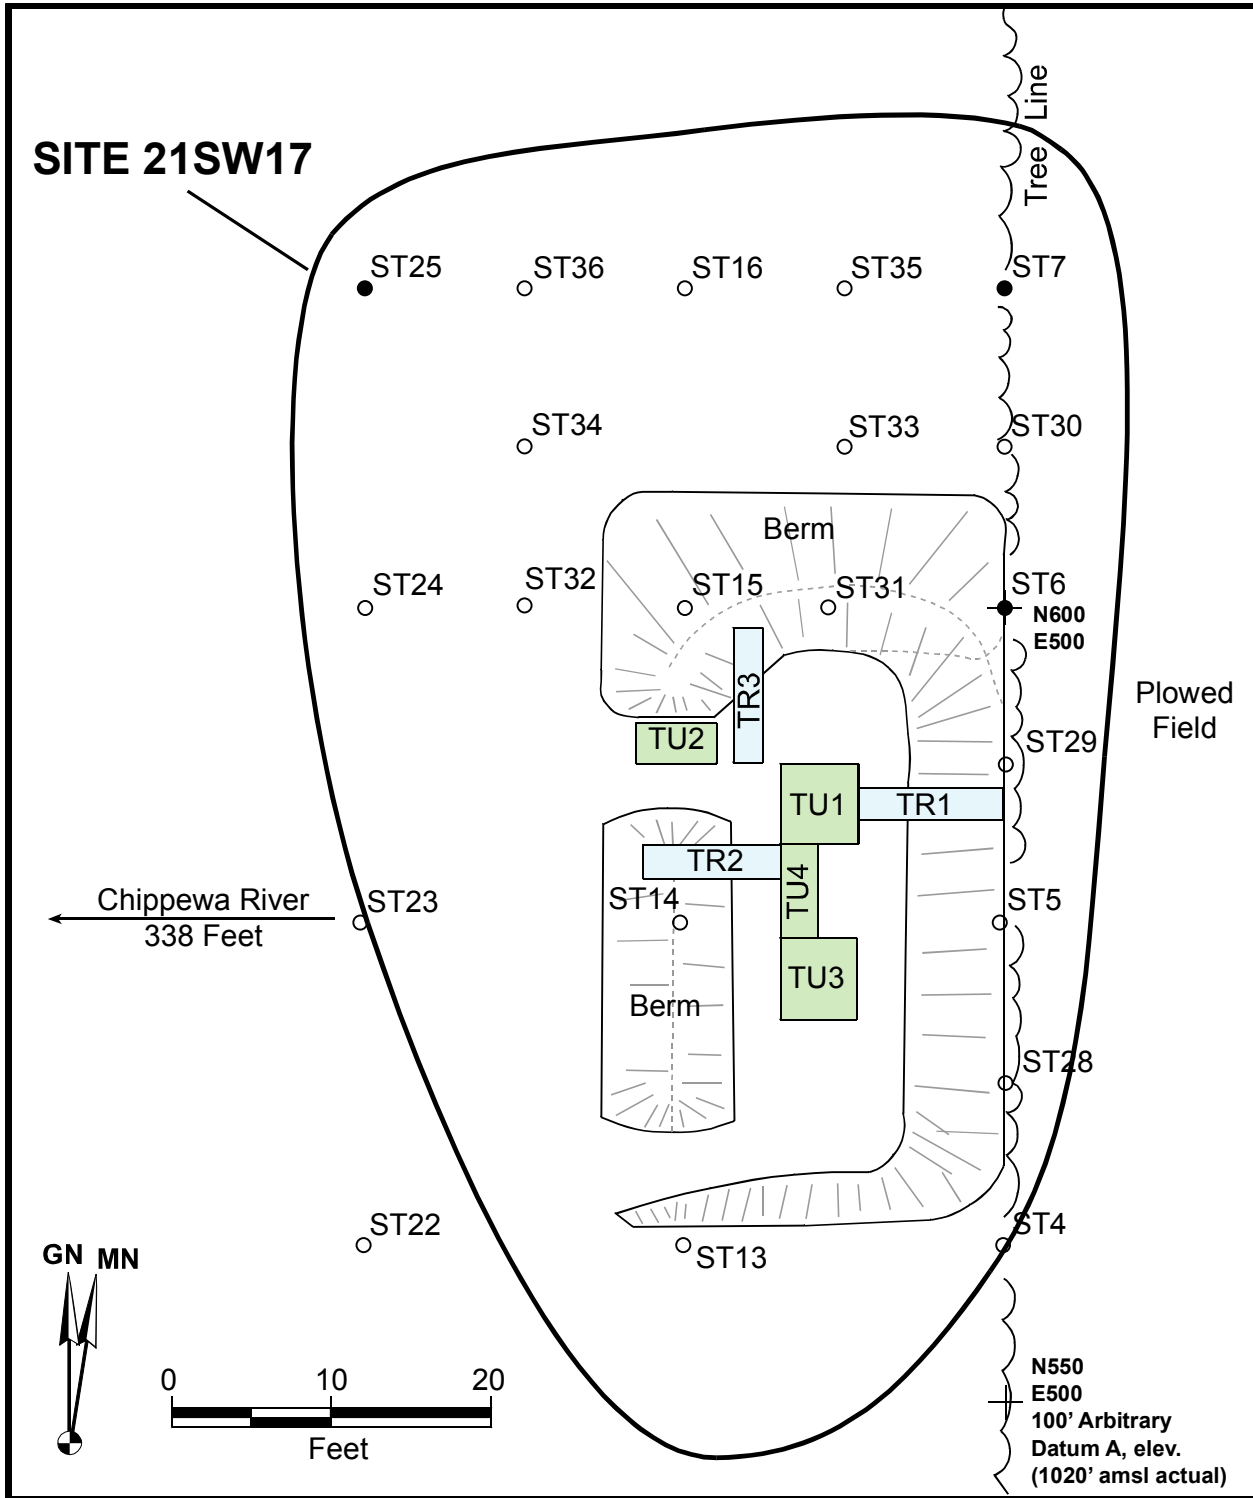 Tree Line
SITE 21SW17
ST25
ST36
ST16
ST35
ST7
ST34
ST33
ST30
Berm
ST24
ST32
ST15
ST31
ST6
N600
E500
TR3
Plowed
Field
TU2
ST29
TU1
TR1
TR2
TU4
Chippewa River
338 Feet
ST23
ST14
ST5
TU3
Berm
ST28
ST22
ST13
ST4
GN MN
0 10 20
Feet
N550
E500
100' Arbitrary
Datum A, elev.
(1020' amsl actual)